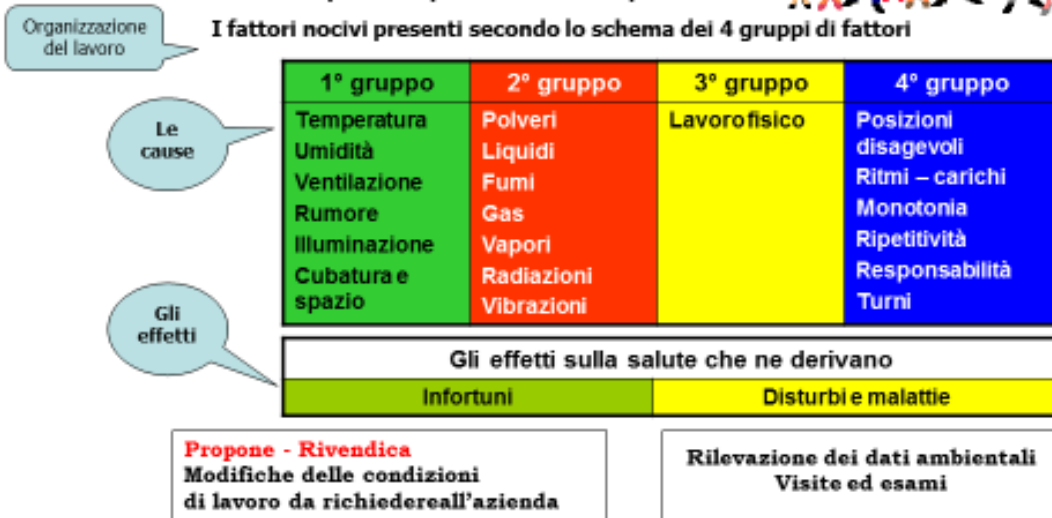 Organizzazione
del lavoro
I fattori nocivi presenti secondo lo schema dei 4 gruppi di fattori
1° gruppo
2° gruppo
3° gruppo
4° gruppo
Le
cause
Temperatura
Umidità
Ventilazione
Rumore
Illuminazione
Cubatura e
spazio
Polveri
Liquidi
Fumi
Gas
Vapori
Radiazioni
Vibrazioni
Lavoro fisico
Posizioni
disagevoli
Ritmi – carichi
Monotonia
Ripetitività
Responsabilità
Turni
Gli
effetti
Gli effetti sulla salute che ne derivano
Infortuni
Disturbi e malattie
Propone - Rivendica
Modifiche delle condizioni
di lavoro da richiedereall'azienda
Rilevazione dei dati ambientali
Visite ed esami